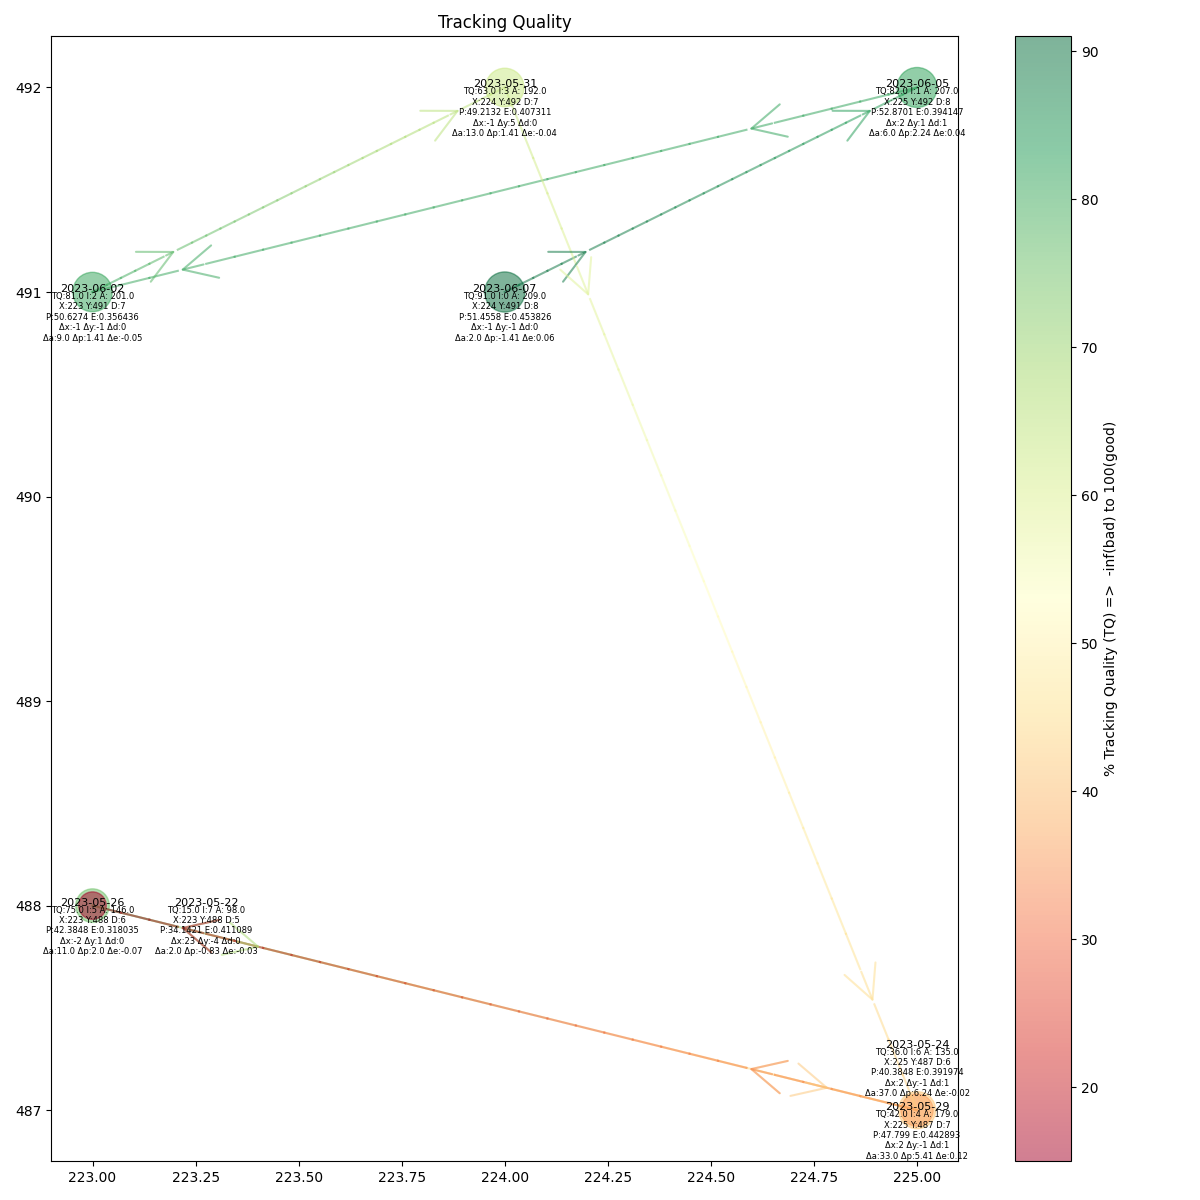 Tracking Quality
492
491
490
489
488
487
223.00
223.25
223.50
223.75
224.00
224.25
224.50
224.75
225.00
2023-05-31
TQ:63.0 I:3 A: 192.0
X:224 Y:492 D:7
P:49.2132 E:0.407311
Δx:-1 Δy:5 Δd:0
Δa:13.0 Δp:1.41 Δe:-0.04
2023-06-05
TQ:82.0 I:1 A: 207.0
X:225 Y:492 D:8
P:52.8701 E:0.394147
Δx:2 Δy:1 Δd:1
Δa:6.0 Δp:2.24 Δe:0.04
2023-06-02
TQ:81.0 I:2 A: 201.0
X:223 Y:491 D:7
P:50.6274 E:0.356436
Δx:-1 Δy:-1 Δd:0
Δa:9.0 Δp:1.41 Δe:-0.05
2023-06-07
TQ:91.0 I:0 A: 209.0
X:224 Y:491 D:8
P:51.4558 E:0.453826
Δx:-1 Δy:-1 Δd:0
Δa:2.0 Δp:-1.41 Δe:0.06
2023-05-26
TQ:75.0 I:5 A: 146.0
X:223 Y:488 D:6
P:42.3848 E:0.318035
Δx:-2 Δy:1 Δd:0
Δa:11.0 Δp:2.0 Δe:-0.07
2023-05-22
TQ:15.0 I:7 A: 98.0
X:223 Y:488 D:5
P:34.1421 E:0.411089
Δx:23 Δy:-4 Δd:0
Δa:2.0 Δp:-0.83 Δe:-0.03
2023-05-24
TQ:36.0 I:6 A: 135.0
X:225 Y:487 D:6
P:40.3848 E:0.391974
Δx:2 Δy:-1 Δd:1
Δa:37.0 Δp:6.24 Δe:-0.02
2023-05-29
TQ:42.0 I:4 A: 179.0
X:225 Y:487 D:7
P:47.799 E:0.442893
Δx:2 Δy:-1 Δd:1
Δa:33.0 Δp:5.41 Δe:0.12
90
80
70
60
50
40
30
20
% Tracking Quality (TQ) => -inf(bad) to 100(good)